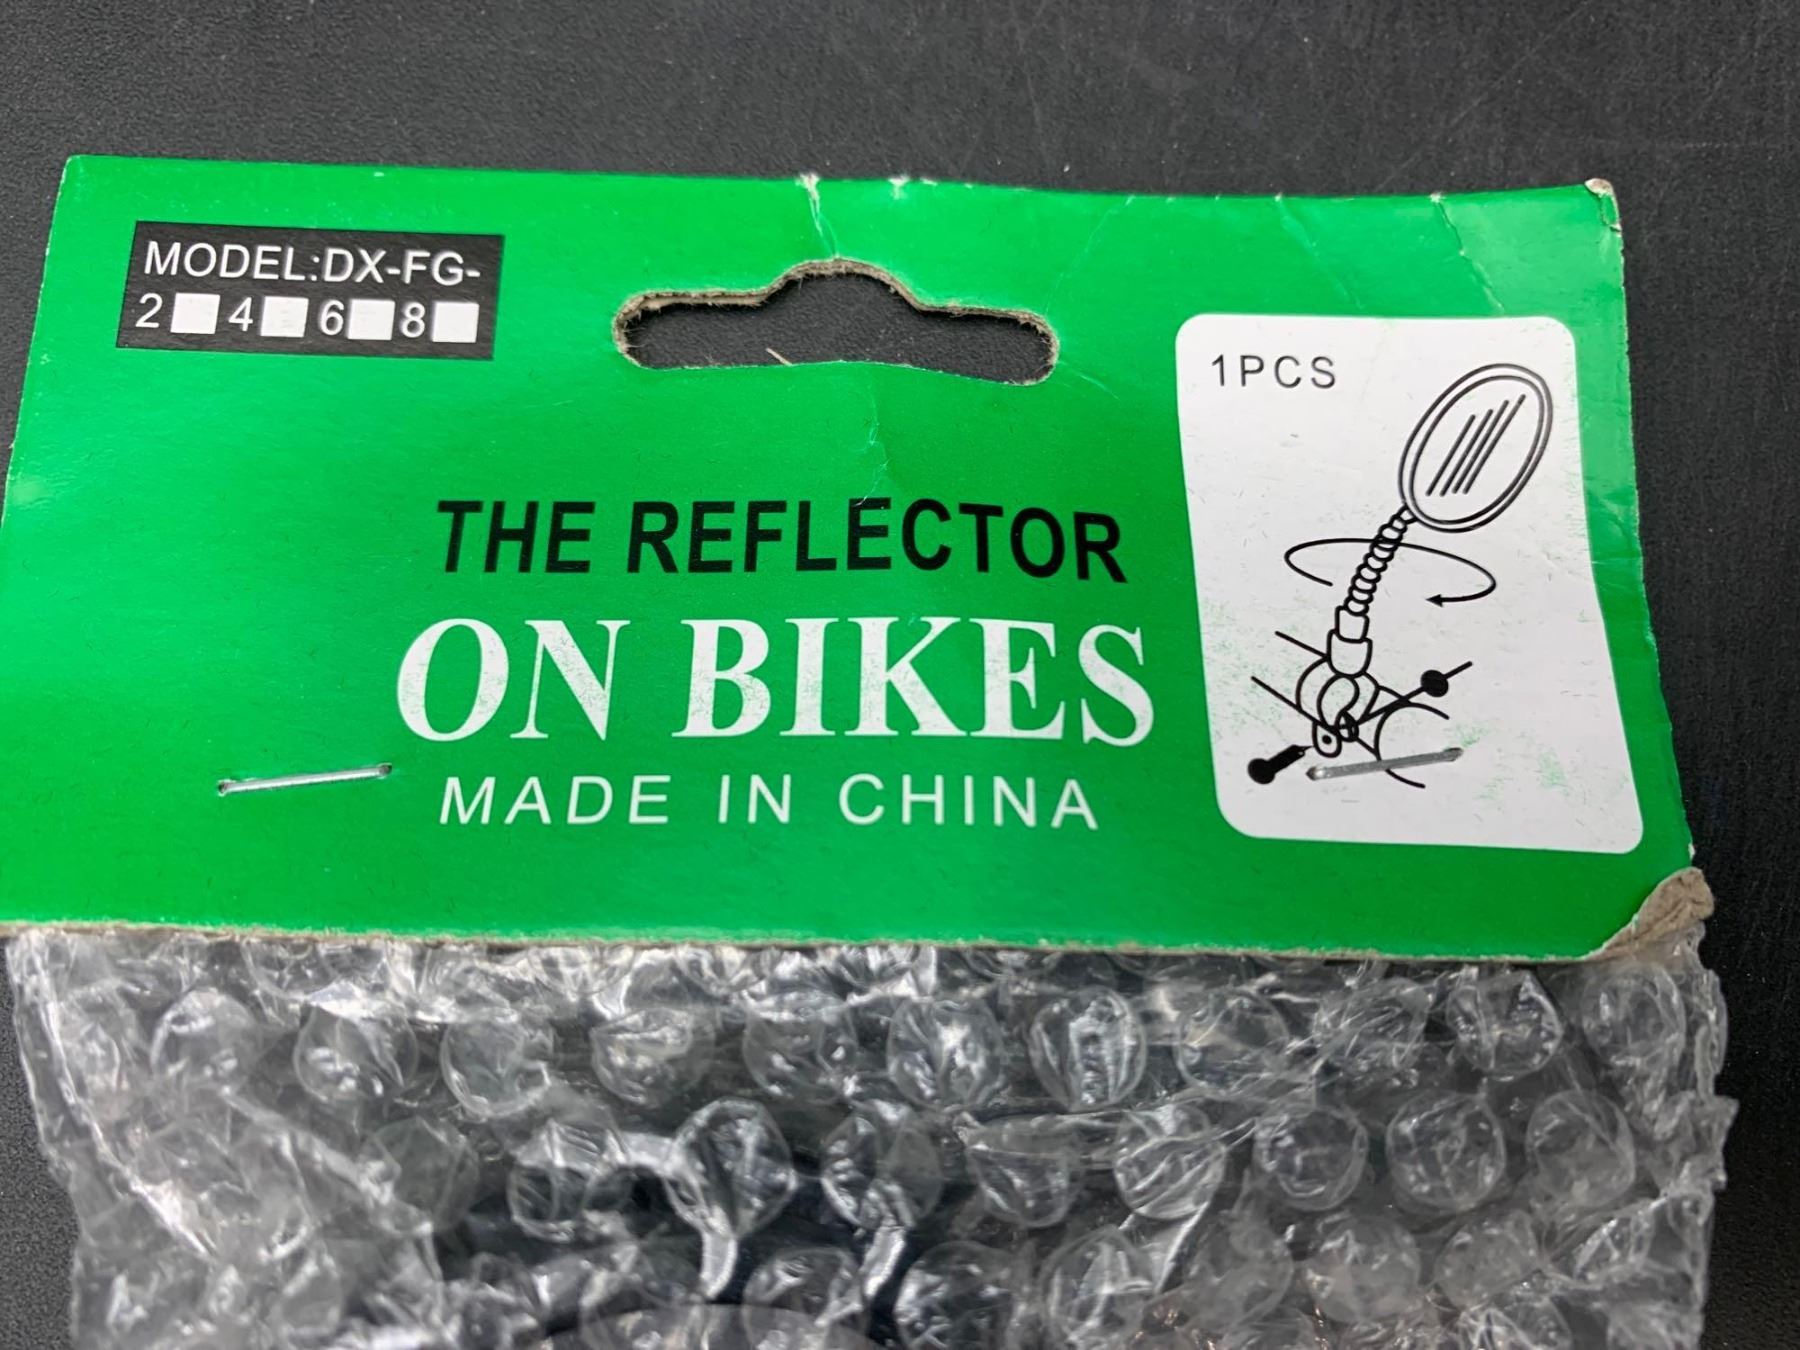 MODEL:DX-FG-
2 4 6 8
1PCS
THE REFLECTOR
ON BIKES
MADE IN CHINA